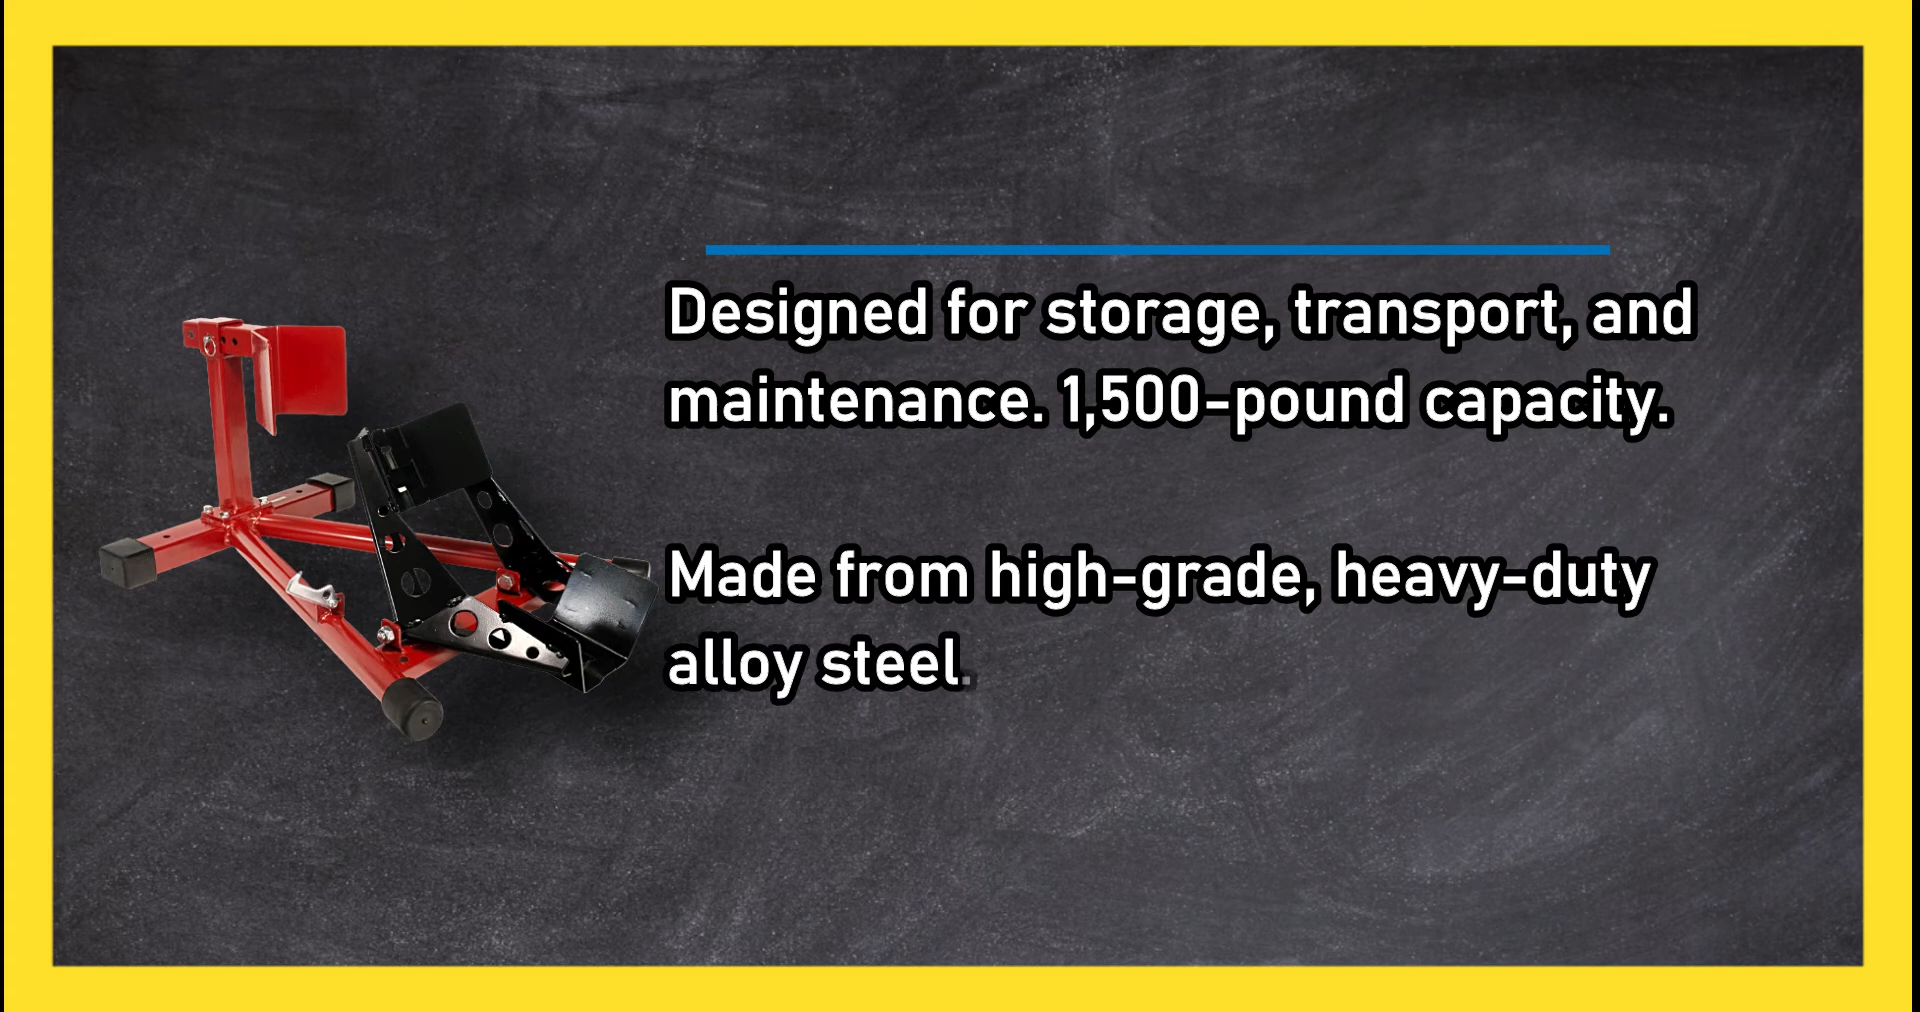 Designed for storage, transport, and
maintenance. 1,500-pound capacity.
Made from high-grade, heavy-duty
alloy steel.